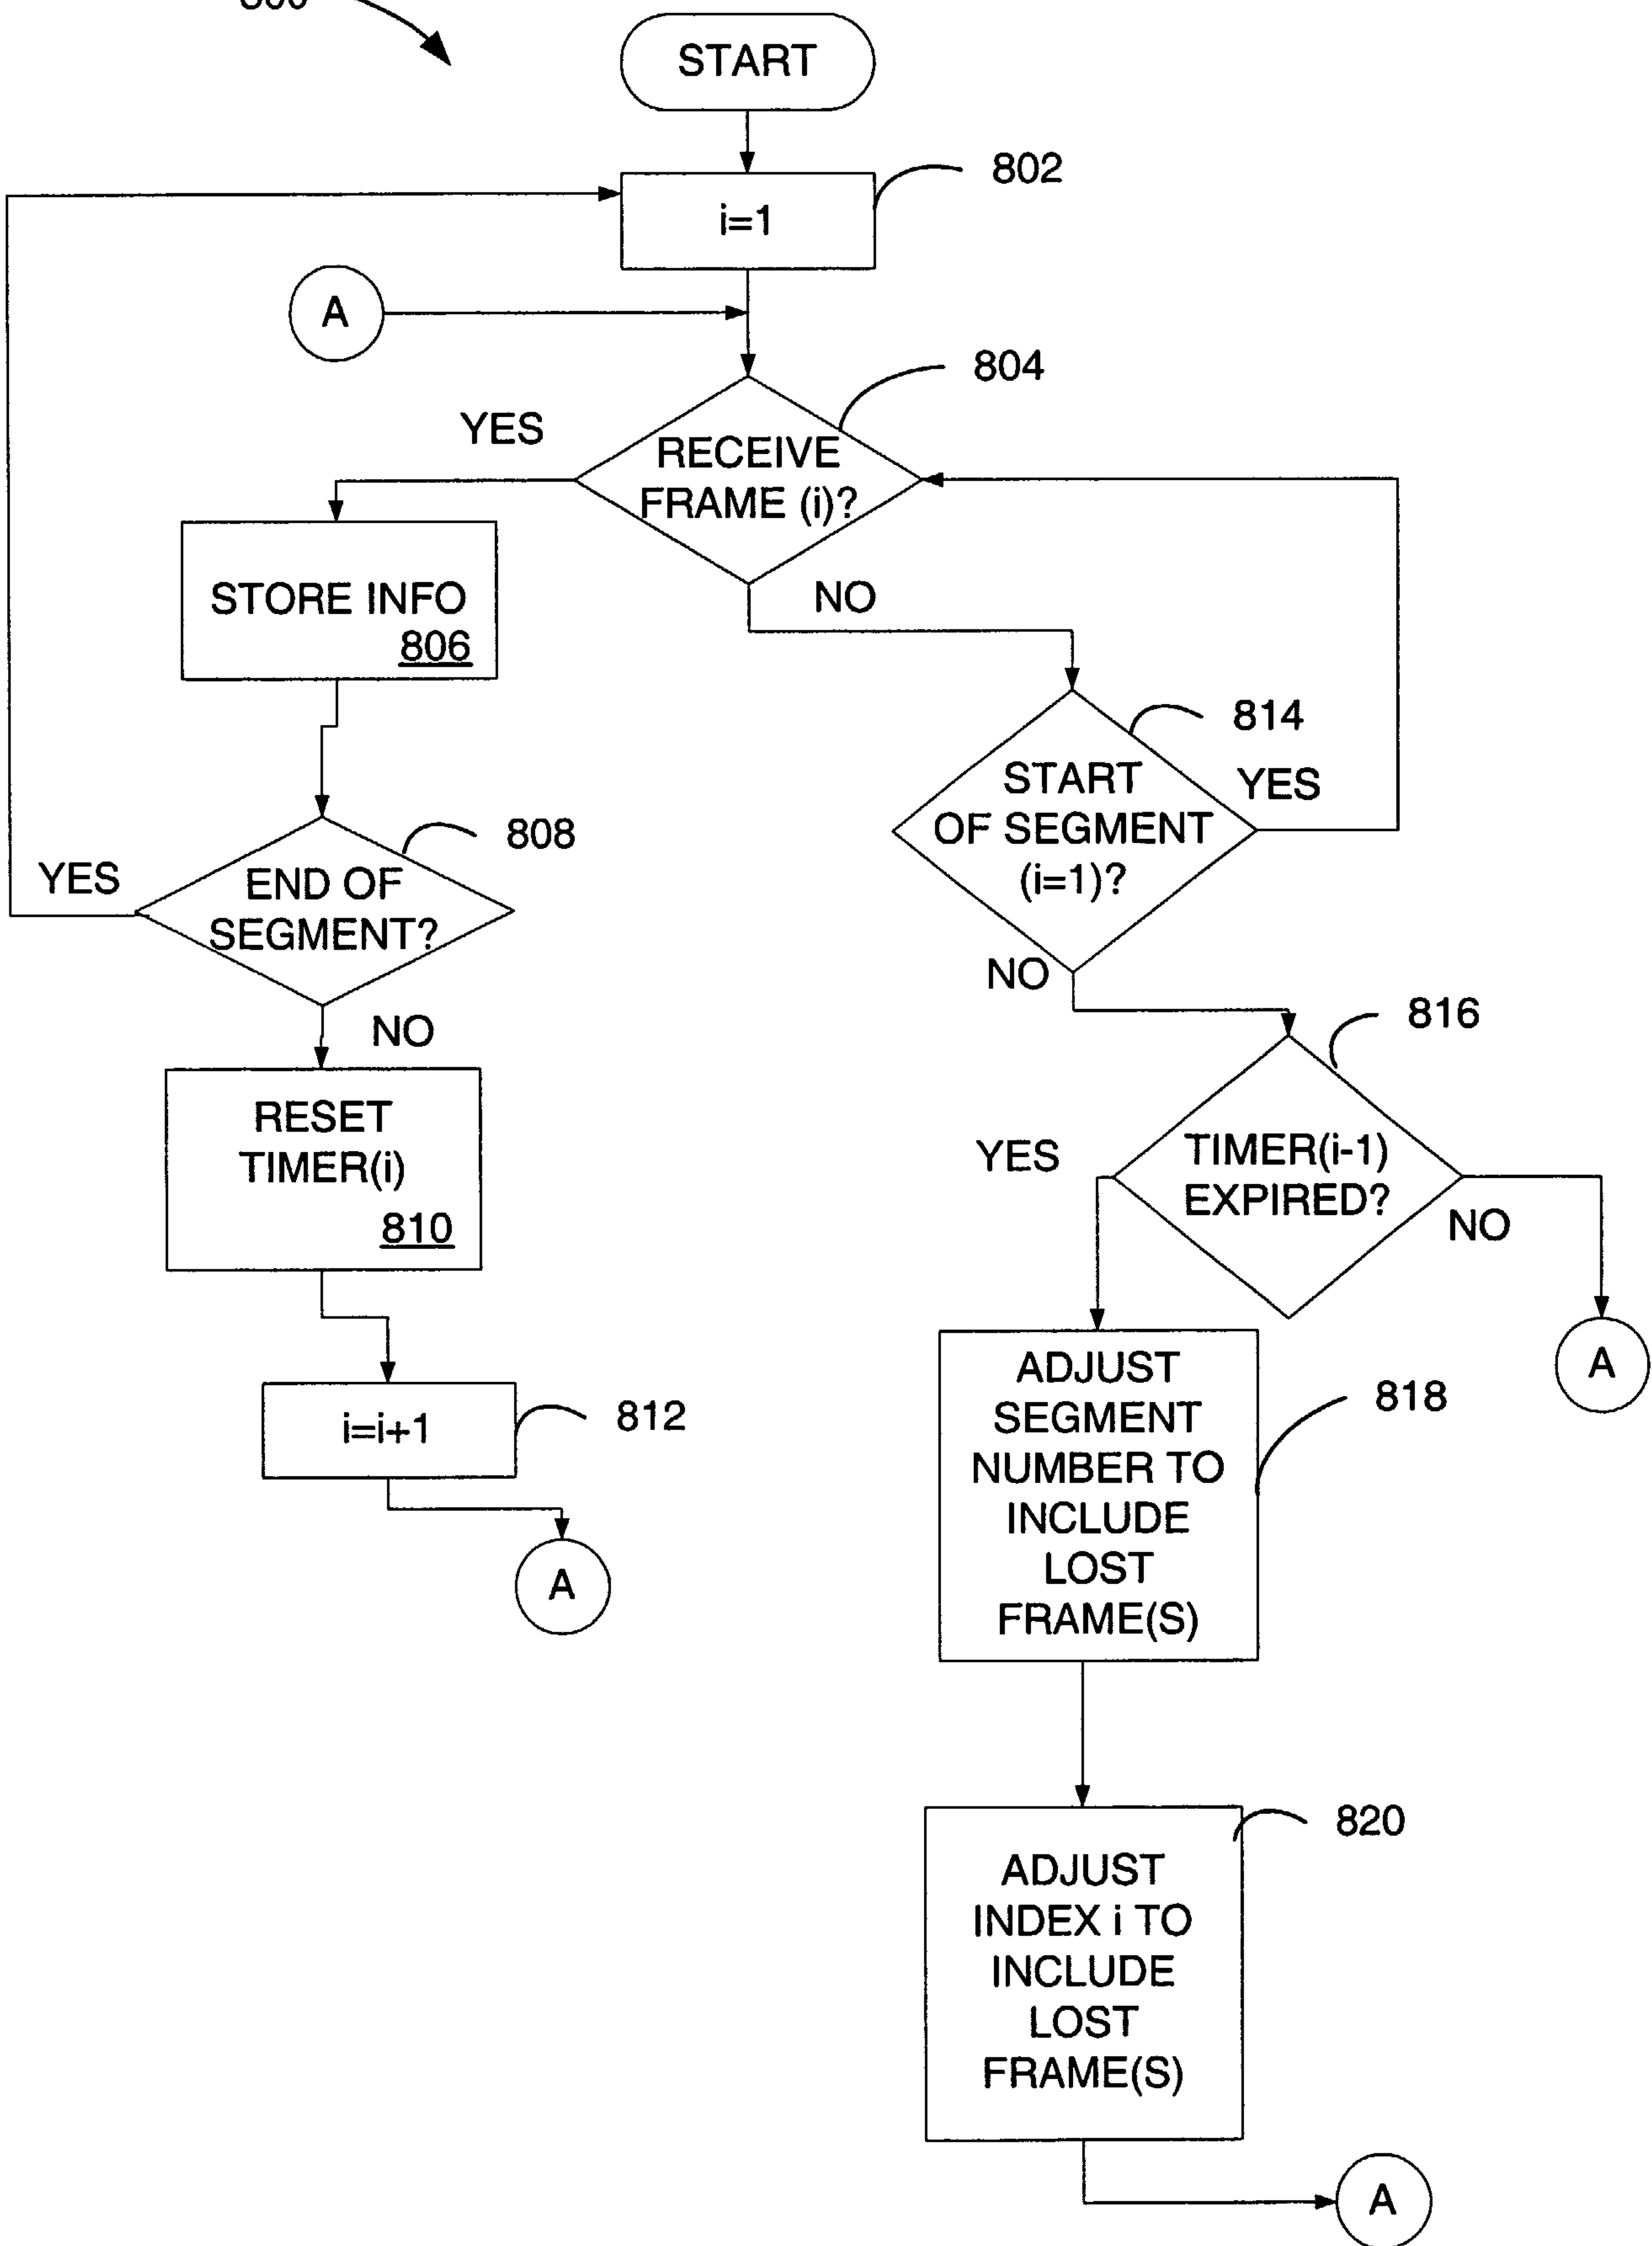 START
802
i=1
A
804
YES
RECEIVE
FRAME (i)?
NO
STORE INFO
806
814
START
OF SEGMENT
(i=1)?
YES
808
YES
END OF
SEGMENT?
NO
NO
816
RESET
TIMER(i)
810
YES
TIMER(i-1)
EXPIRED?
NO
A
ADJUST
SEGMENT
NUMBER TO
INCLUDE
LOST
FRAME(S)
818
i=i+1
812
A
820
ADJUST
INDEX i TO
INCLUDE
LOST
FRAME(S)
A